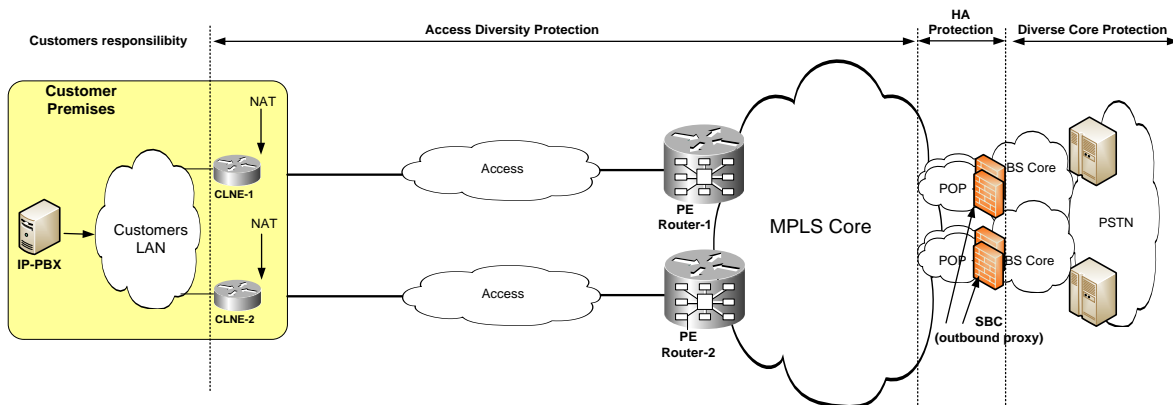 HA
Protection
Customers responsilibity
Access Diversity Protection
Diverse Core Protection
Customer
Premises
NAT
CLNE-1
Access
PE
Router-1
POP
BS Core
Customers
LAN
IP-PBX
MPLS Core
PSTN
NAT
CLNE-2
Access
PE
Router-2
POP
BS Core
SBC
(outbound proxy)